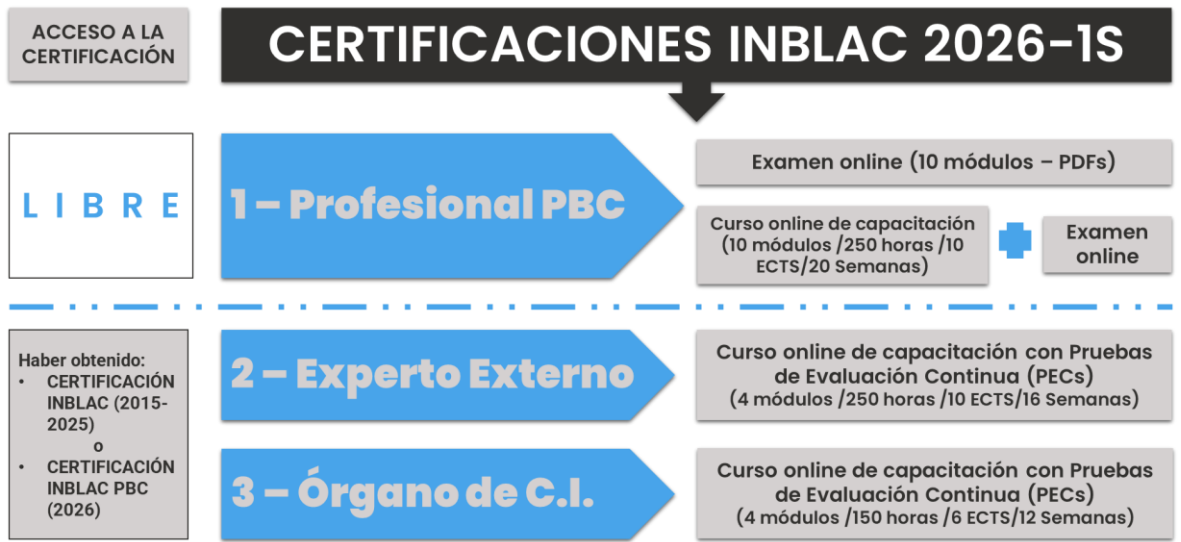 ACCESO A LA
CERTIFICACIÓN
CERTIFICACIONES INBLAC 2026-1S
L I B R E
1 – Profesional PBC
Examen online (10 módulos – PDFs)
Curso online de capacitación
(10 módulos /250 horas /10
ECTS/20 Semanas)
Examen
online
Haber obtenido:
• CERTIFICACIÓN
INBLAC (2015-
2025)
o
• CERTIFICACIÓN
INBLAC PBC
(2026)
2 – Experto Externo
Curso online de capacitación con Pruebas
de Evaluación Continua (PECs)
(4 módulos /250 horas /10 ECTS/16 Semanas)
3 – Órgano de C.I.
Curso online de capacitación con Pruebas
de Evaluación Continua (PECs)
(4 módulos /150 horas /6 ECTS/12 Semanas)